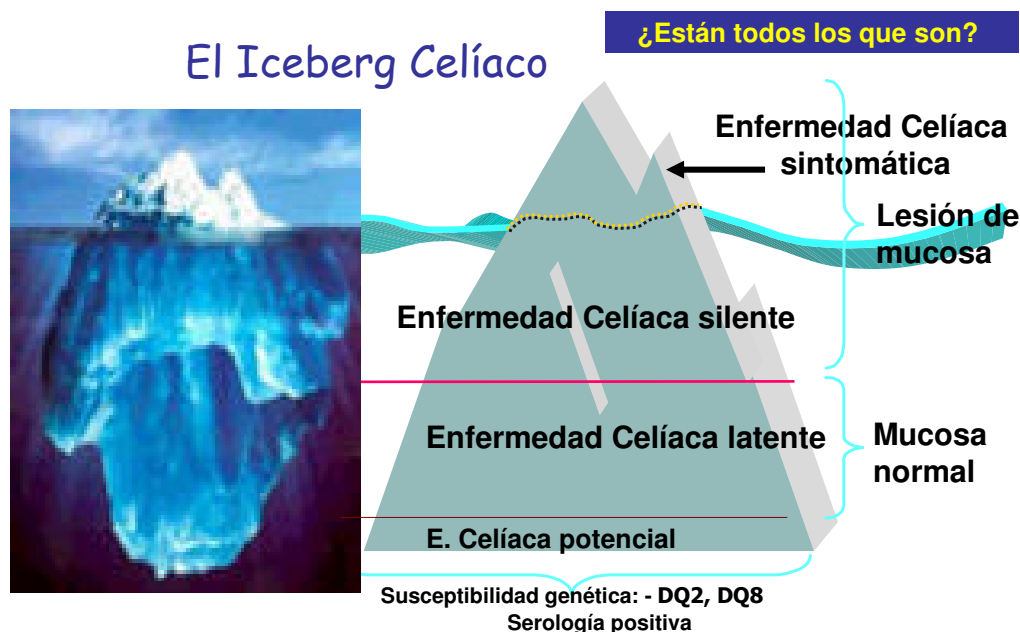 ¿Están todos los que son?
El Iceberg Celíaco
Enfermedad Celíaca
sintomática
Lesión de
mucosa
Enfermedad Celíaca silente
Enfermedad Celíaca latente
Mucosa
normal
E. Celíaca potencial
Susceptibilidad genética: - DQ2, DQ8
Serología positiva